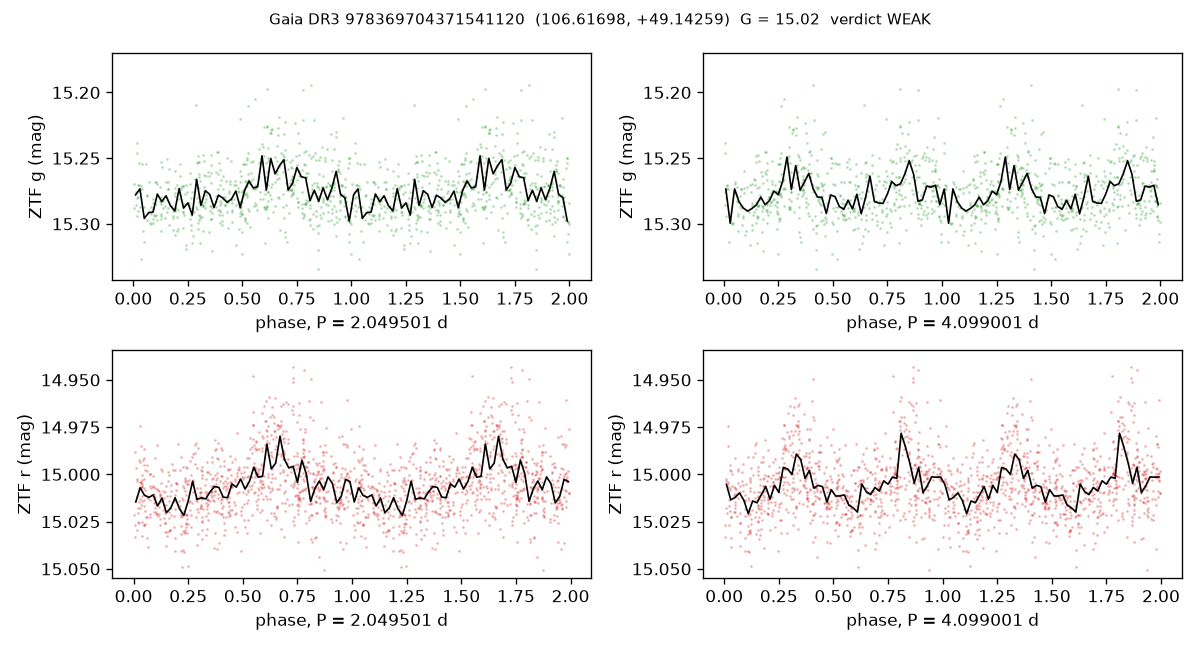 Gaia DR3 978369704371541120 (106.61698, +49.14259) G = 15.02 verdict WEAK
ZTF g (mag)
15.20
15.25
15.30
0.00 0.25 0.50 0.75 1.00 1.25 1.50 1.75 2.00
phase, P = 2.049501 d
ZTF g (mag)
15.20
15.25
15.30
0.00 0.25 0.50 0.75 1.00 1.25 1.50 1.75 2.00
phase, P = 4.099001 d
ZTF r (mag)
14.950
14.975
15.000
15.025
15.050
0.00 0.25 0.50 0.75 1.00 1.25 1.50 1.75 2.00
phase, P = 2.049501 d
ZTF r (mag)
14.950
14.975
15.000
15.025
15.050
0.00 0.25 0.50 0.75 1.00 1.25 1.50 1.75 2.00
phase, P = 4.099001 d